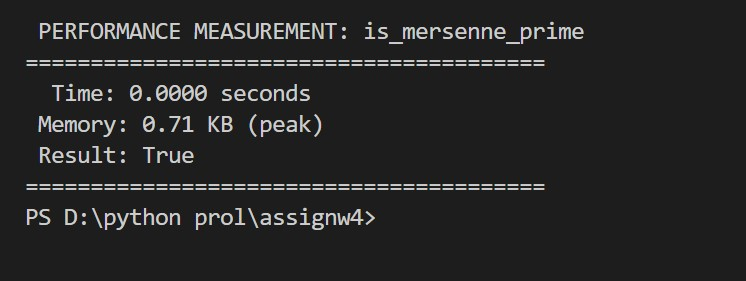 PERFORMANCE MEASUREMENT: is_mersenne_prime
========================================
Time: 0.0000 seconds
Memory: 0.71 KB (peak)
Result: True
========================================
PS D:\python prol\assignw4>